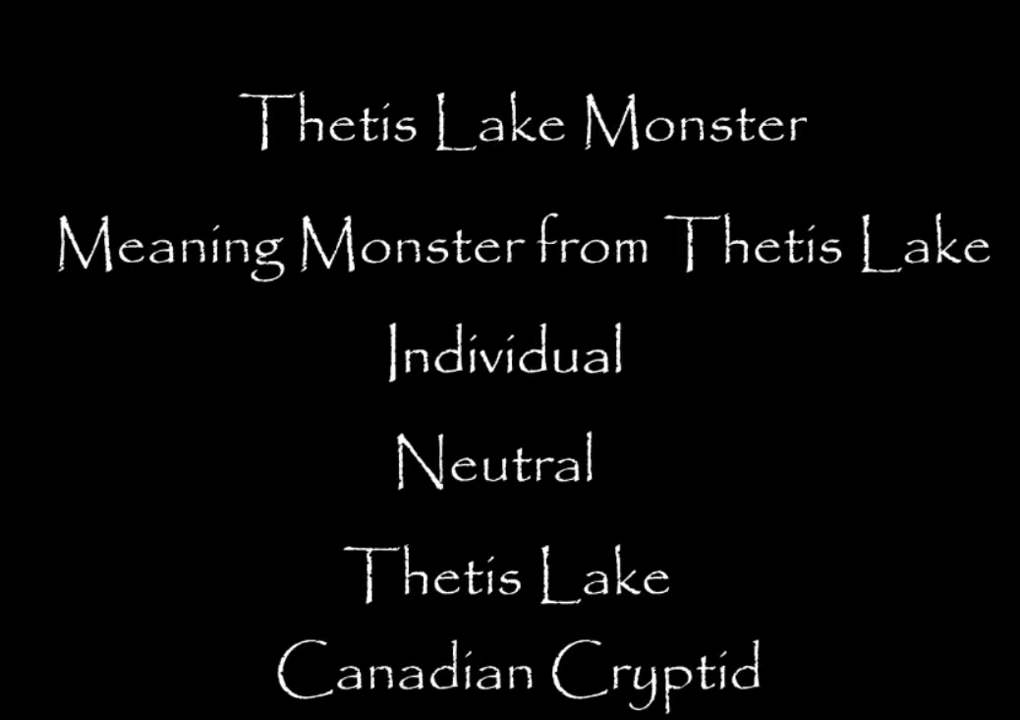 Thetis Lake Monster
Meaning Monster from Thetis Lake
Individual
Neutral
Thetis Lake
Canadian Cryptid